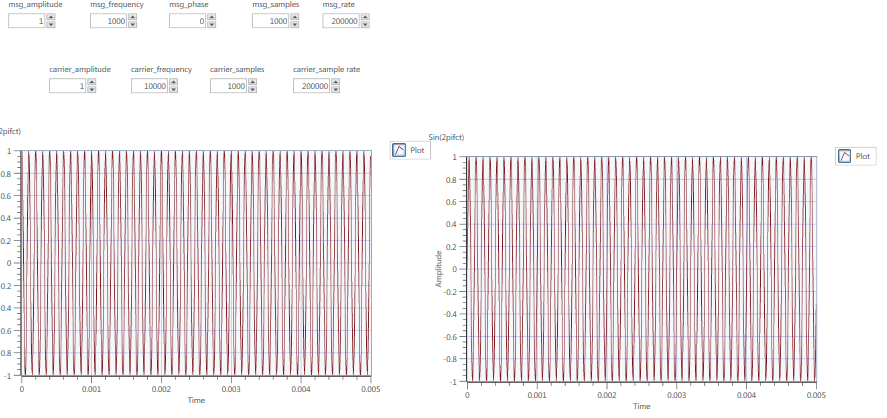 msg_amplitude msg_frequency msg_phase msg_samples msg_rate
1 1000 0 1000 200000
carrier_amplitude carrier_frequency carrier_samples carrier_sample rate
1 10000 1000 200000
2pifct)
Plot
1
0.8
0.6
0.4
0.2
0
0.2
0.4
0.6
0.8
-1
0 0.001 0.002 0.003 0.004 0.005
Time
Sin(2pifct)
Plot
Amplitude
1
0.8
0.6
0.4
0.2
0
-0.2
-0.4
-0.6
-0.8
-1
0 0.001 0.002 0.003 0.004 0.005
Time